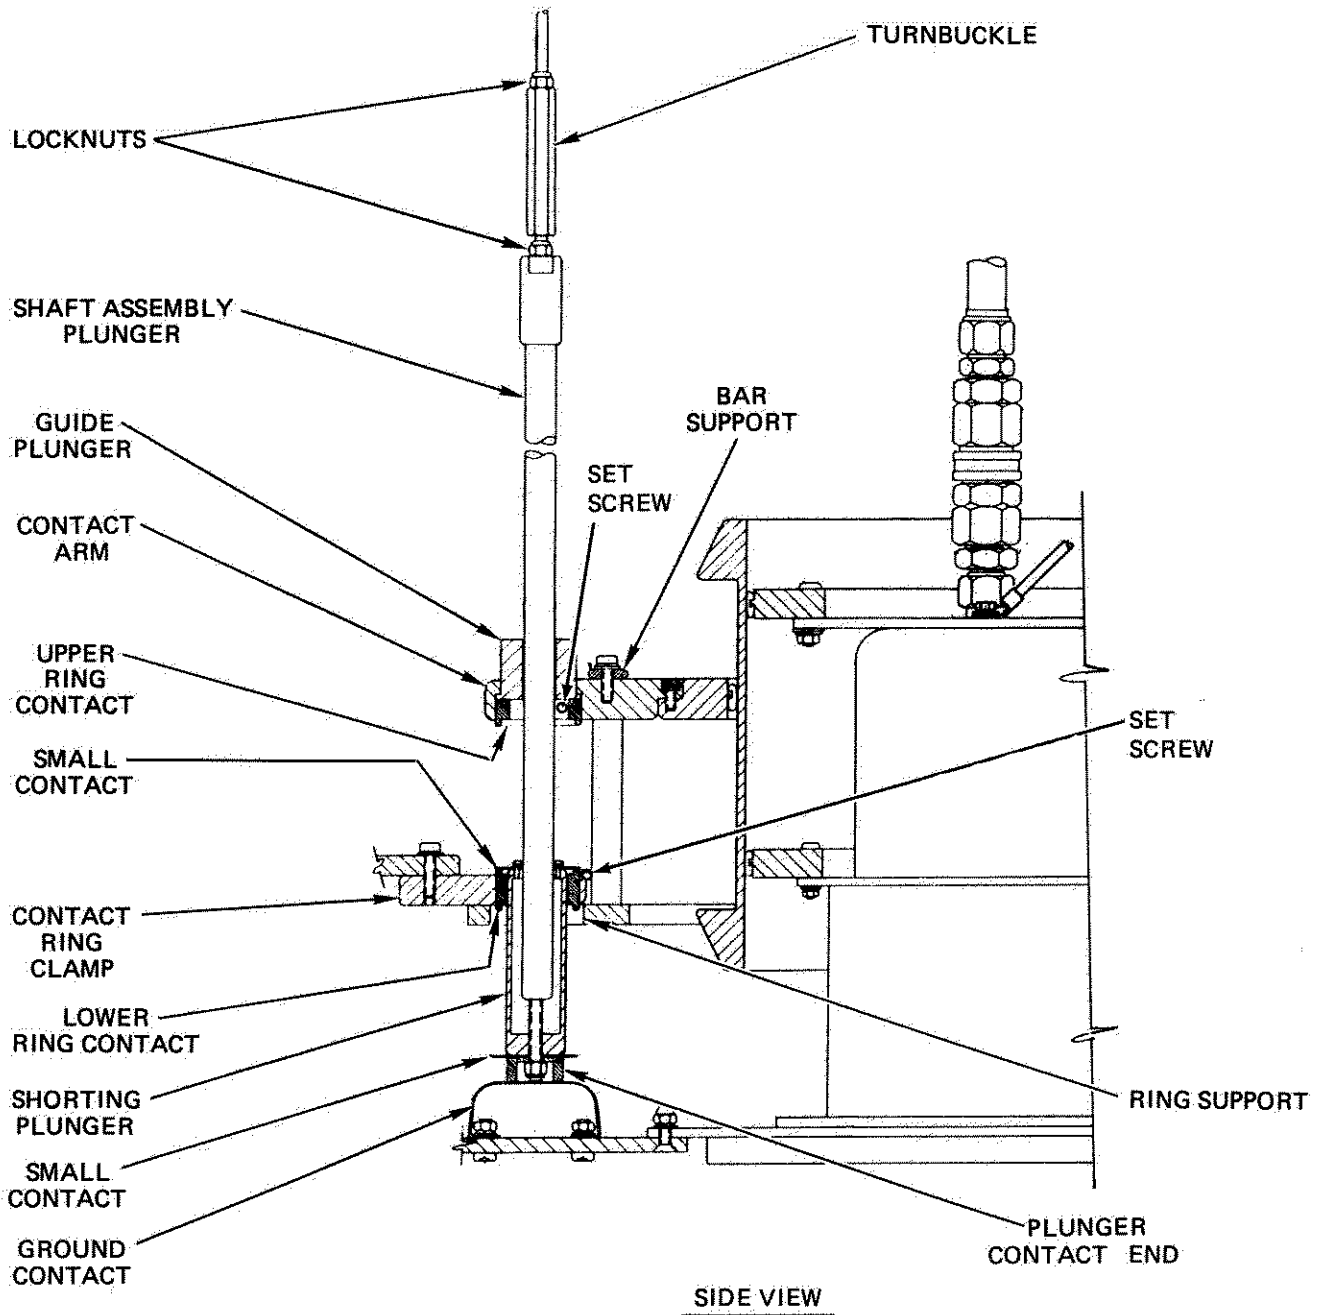 TURNBUCKLE
LOCKNUTS
SHAFT ASSEMBLY
PLUNGER
GUIDE
PLUNGER
BAR
SUPPORT
SET
SCREW
CONTACT
ARM
UPPER
RING
CONTACT
SET
SCREW
SMALL
CONTACT
CONTACT
RING
CLAMP
LOWER
RING CONTACT
SHORTING
PLUNGER
RING SUPPORT
SMALL
CONTACT
PLUNGER
CONTACT END
GROUND
CONTACT
SIDE VIEW